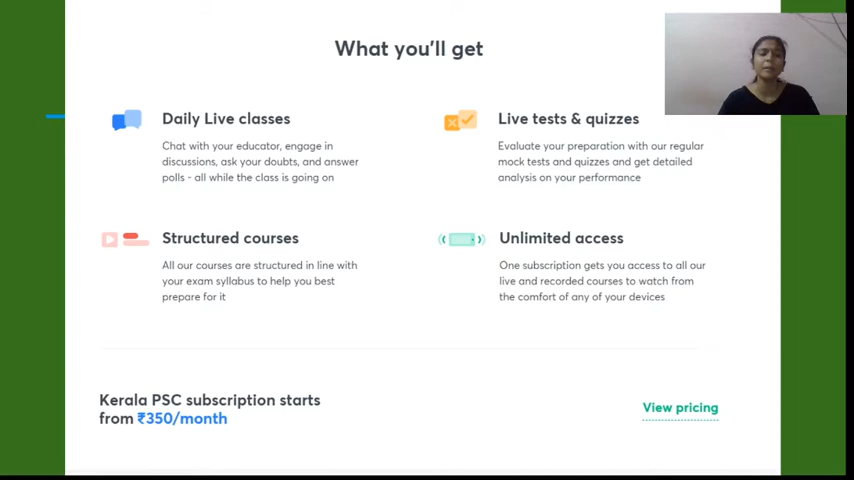 What you'll get
Daily Live classes
Chat with your educator, engage in
discussions, ask your doubts, and answer
polls - all while the class is going on
Live tests & quizzes
Evaluate your preparation with our regular
mock tests and quizzes and get detailed
analysis on your performance
Structured courses
All our courses are structured in line with
your exam syllabus to help you best
prepare for it
Unlimited access
One subscription gets you access to all our
live and recorded courses to watch from
the comfort of any of your devices
Kerala PSC subscription starts
from ₹350/month
View pricing